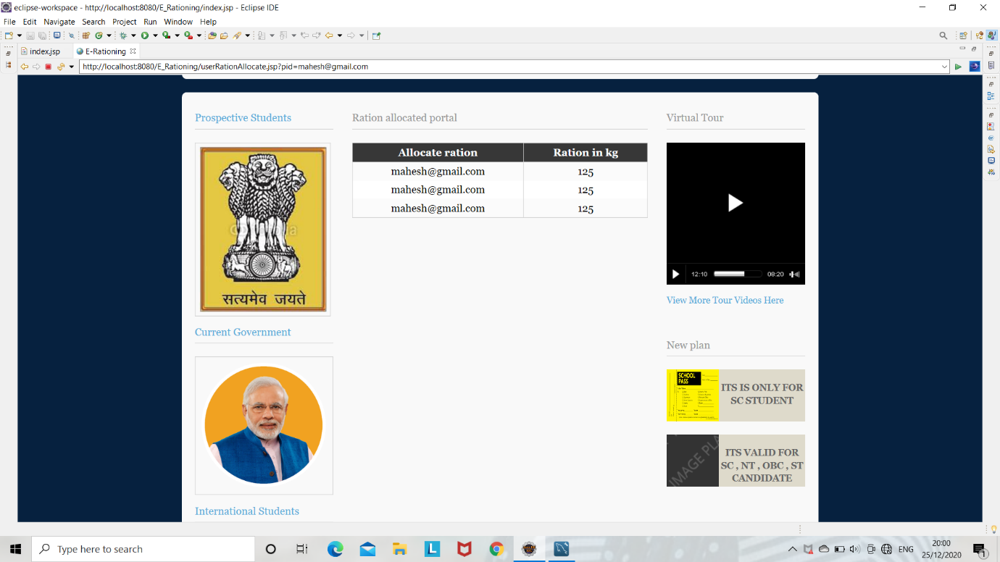 eclipse-workspace - http://localhost:8080/E_Rationing/index.jsp - Eclipse IDE
File Edit Navigate Search Project Run Window Help
index.jsp E-Rationing
http://localhost:8080/E_Rationing/userRationAllocate.jsp?pid=mahesh@gmail.com
Prospective Students
सत्यमेव जयते
Current Government
International Students
Ration allocated portal
Allocate ration Ration in kg
mahesh@gmail.com 125
mahesh@gmail.com 125
mahesh@gmail.com 125
Virtual Tour
12:10 08:20
View More Tour Videos Here
New plan
SCHOOL
PASS
ITS IS ONLY FOR
SC STUDENT
IMAGE
ITS VALID FOR
SC , NT , OBC , ST
CANDIDATE
Type here to search
ENG
20:00
25/12/2020
1